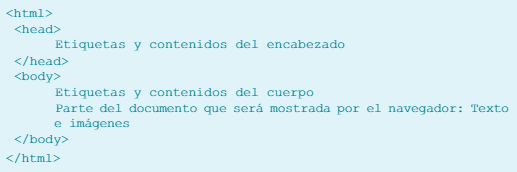 <html>
<head>
Etiquetas y contenidos del encabezado
</head>
<body>
Etiquetas y contenidos del cuerpo
Parte del documento que será mostrada por el navegador: Texto
e imágenes
</body>
</html>